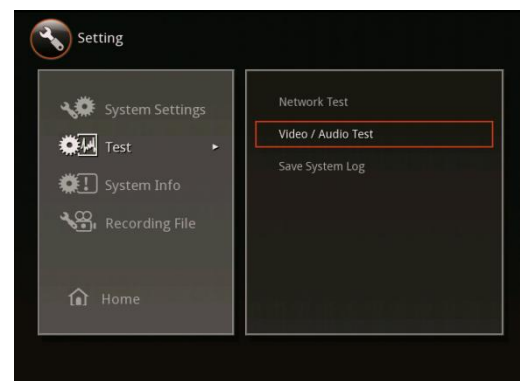 Setting
System Settings
Test
System Info
Recording File
Home
Network Test
Video / Audio Test
Save System Log